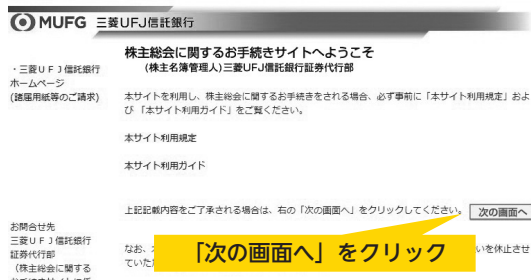 MUFG 三菱UFJ信託銀行
株主総会に関するお手続きサイトへようこそ
(株主名簿管理人)三菱UFJ信託銀行証券代行部
・三菱UFJ信託銀行
ホームページ
(諸届用紙等のご請求)
本サイトを利用し、株主総会に関するお手続きをされる場合、必ず事前に「本サイト利用規定」およ
び 「本サイト利用ガイド」をご覧ください。
本サイト利用規定
本サイト利用ガイド
上記記載内容をご了承される場合は、右の「次の画面へ」をクリックしてください。 次の画面へ
お問合せ先
三菱UFJ信託銀行
証券代行部
(株主総会に関する
なお、
いを休止させ
ていた
「次の画面へ」をクリック